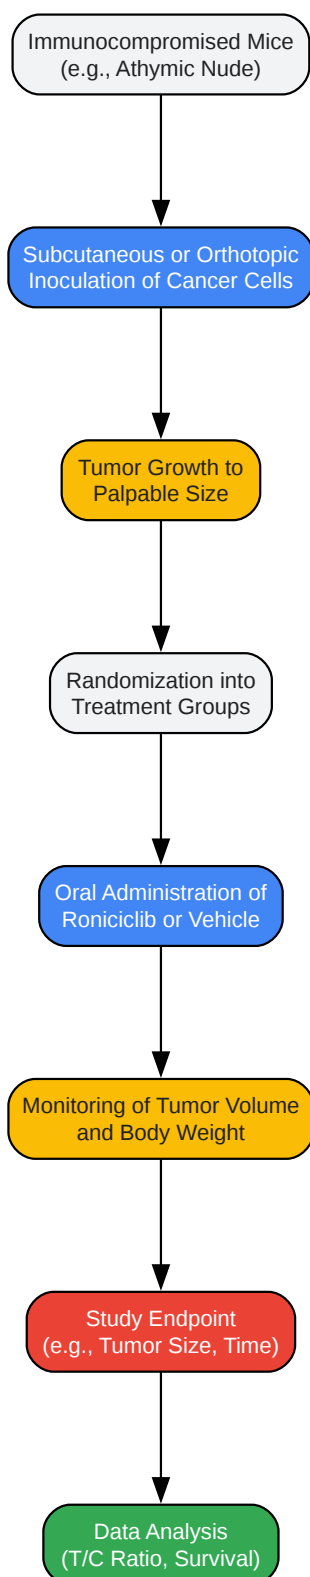 Immunocompromised Mice
(e.g., Athymic Nude)
Subcutaneous or Orthotopic
Inoculation of Cancer Cells
Tumor Growth to
Palpable Size
Randomization into
Treatment Groups
Oral Administration of
Roniciclib or Vehicle
Monitoring of Tumor Volume
and Body Weight
Study Endpoint
(e.g., Tumor Size, Time)
Data Analysis
(T/C Ratio, Survival)